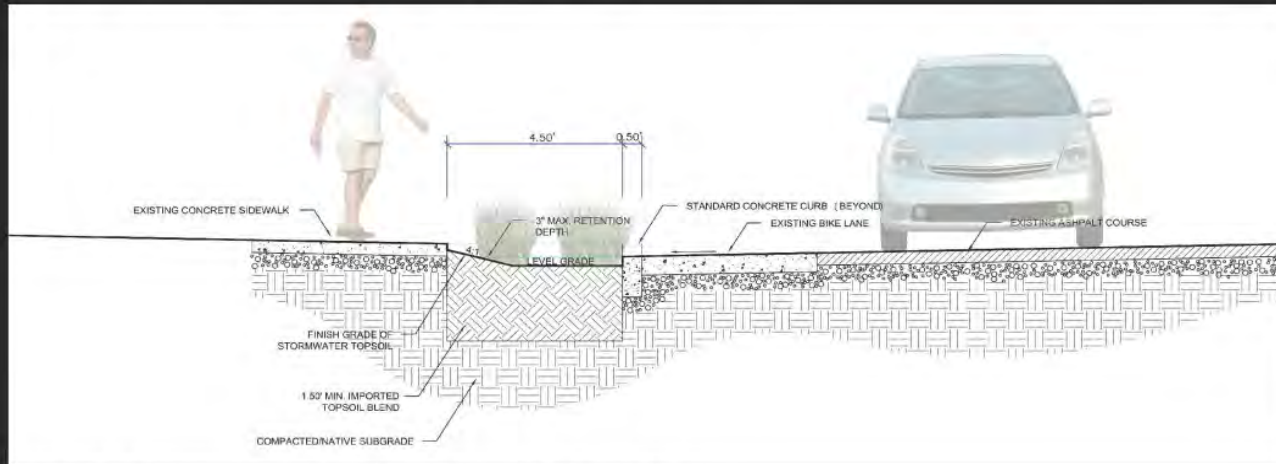 4.50'
0.50'
EXISTING CONCRETE SIDEWALK
3" MAX. RETENTION
DEPTH
STANDARD CONCRETE CURB (BEYOND)
EXISTING BIKE LANE
EXISTING ASHPALT COURSE
4:1
LEVEL GRADE
FINISH GRADE OF
STORMWATER TOPSOIL
1.50' MIN. IMPORTED
TOPSOIL BLEND
COMPACTED/NATIVE SUBGRADE